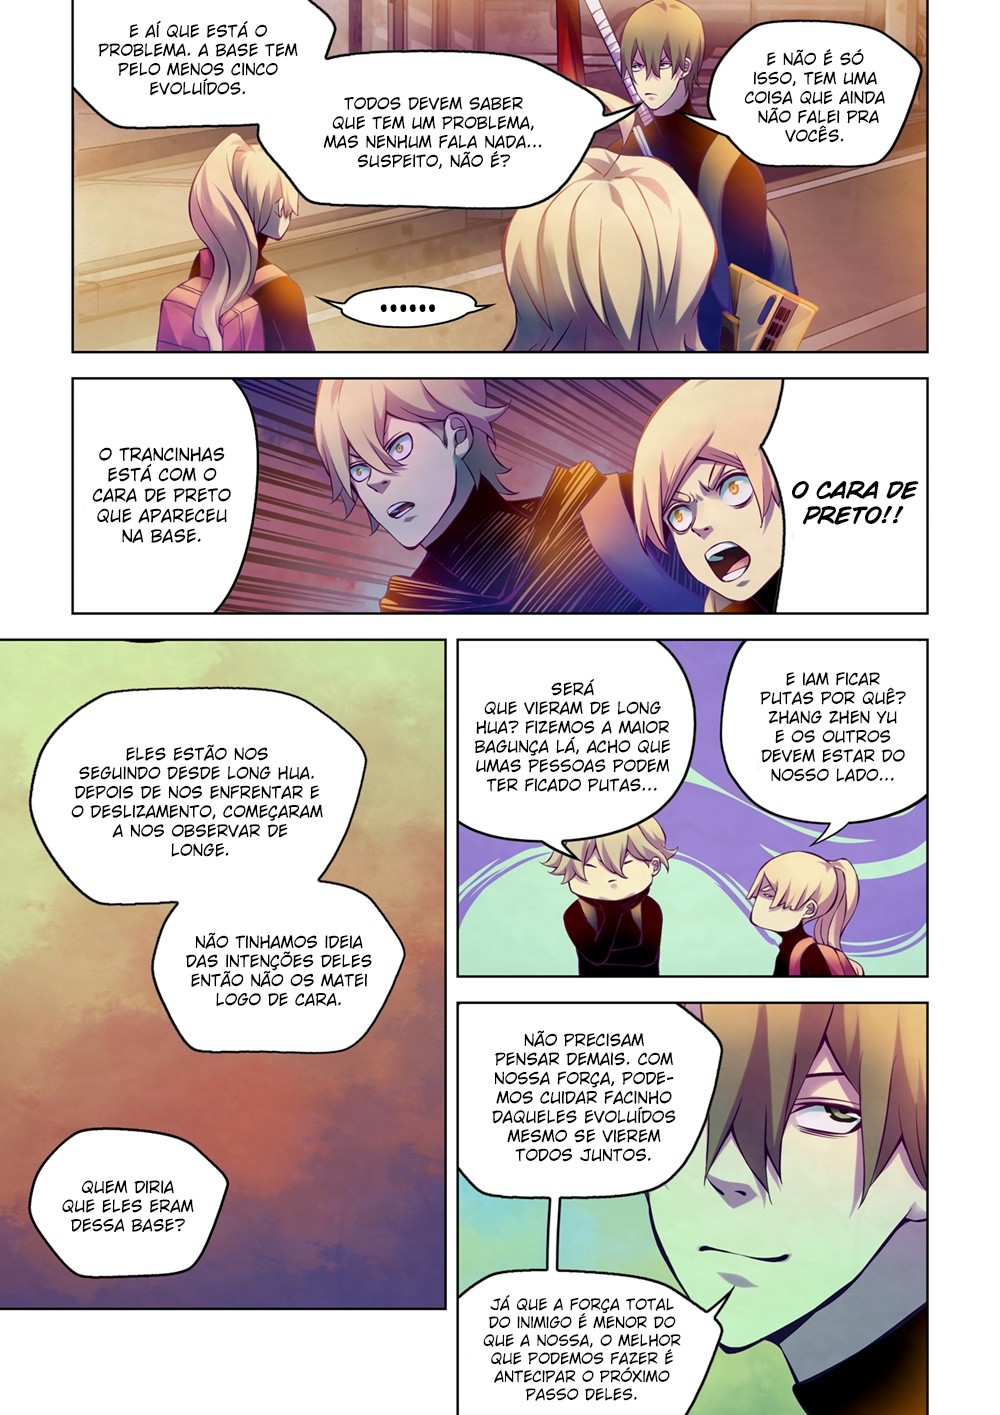 E AÍ QUE ESTÁ O
PROBLEMA. A BASE TEM
PELO MENOS CINCO
EVOLUÍDOS.
TODOS DEVEM SABER
QUE TEM UM PROBLEMA,
MAS NENHUM FALA NADA...
SUSPEITO, NÃO É?
E NÃO É SÓ
ISSO, TEM UMA
COISA QUE AINDA
NÃO FALEI PRA
VOCÊS.
......
O TRANCINHAS
ESTÁ COM O
CARA DE PRETO
QUE APARECEU
NA BASE.
O CARA DE
PRETO!!
ELES ESTÃO NOS
SEGUINDO DESDE LONG HUA.
DEPOIS DE NOS ENFRENTAR E
O DESLIZAMENTO, COMEÇARAM
A NOS OBSERVAR DE
LONGE.
NÃO TINHAMOS IDEIA
DAS INTENÇÕES DELES
ENTÃO NÃO OS MATEI
LOGO DE CARA.
QUEM DIRIA
QUE ELES ERAM
DESSA BASE?
SERÁ
QUE VIERAM DE LONG
HUA? FIZEMOS A MAIOR
BAGUNÇA LÁ, ACHO QUE
UMAS PESSOAS PODEM
TER FICADO PUTAS...
E IAM FICAR
PUTAS POR QUÊ?
ZHANG ZHEN YU
E OS OUTROS
DEVEM ESTAR DO
NOSSO LADO...
NÃO PRECISAM
PENSAR DEMAIS. COM
NOSSA FORÇA, PODE-
MOS CUIDAR FACINHO
DAQUELES EVOLUÍDOS
MESMO SE VIEREM
TODOS JUNTOS.
JÁ QUE A FORÇA TOTAL
DO INIMIGO É MENOR DO
QUE A NOSSA, O MELHOR
QUE PODEMOS FAZER É
ANTECIPAR O PRÓXIMO
PASSO DELES.